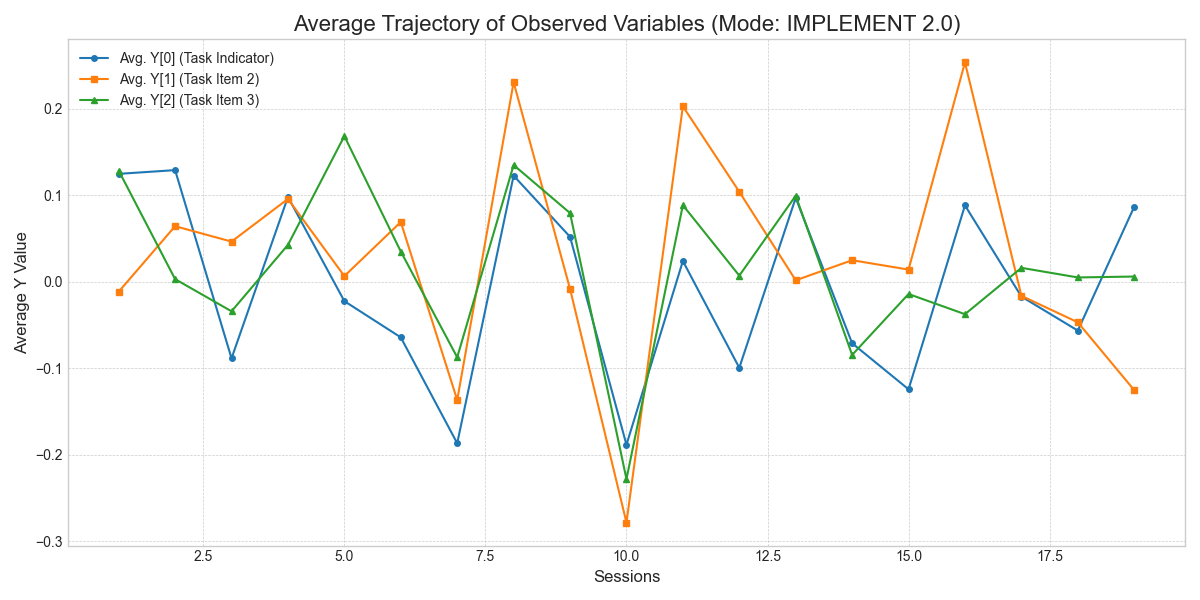 Average Trajectory of Observed Variables (Mode: IMPLEMENT 2.0)
Avg. Y[0] (Task Indicator)
Avg. Y[1] (Task Item 2)
Avg. Y[2] (Task Item 3)
Average Y Value
0.2
0.1
0.0
−0.1
−0.2
−0.3
2.5 5.0 7.5 10.0 12.5 15.0 17.5
Sessions